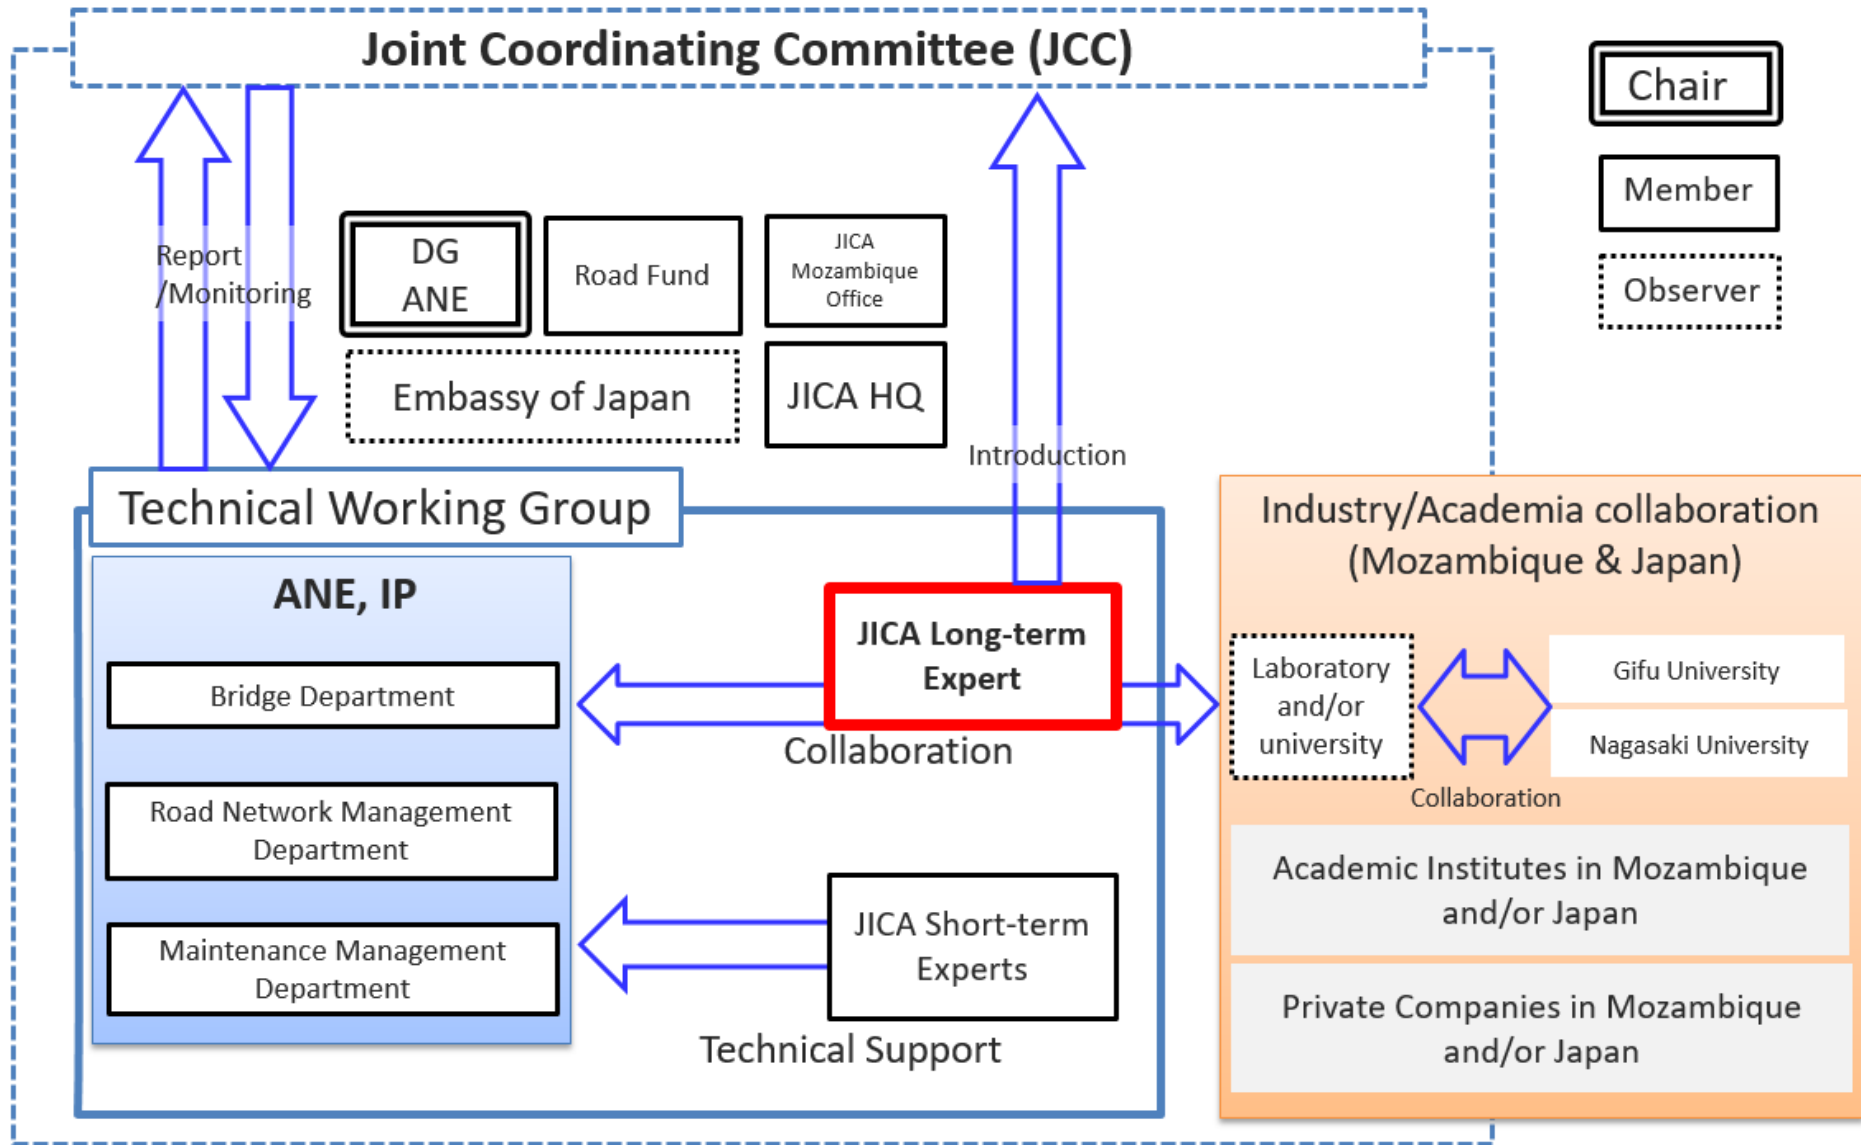 Joint Coordinating Committee (JCC)
Chair
Member
Observer
Report
/Monitoring
DG
ANE
Road Fund
JICA
Mozambique
Office
Embassy of Japan
JICA HQ
Introduction
Technical Working Group
ANE, IP
Bridge Department
Road Network Management
Department
Maintenance Management
Department
JICA Long-term
Expert
Collaboration
JICA Short-term
Experts
Technical Support
Industry/Academia collaboration
(Mozambique & Japan)
Laboratory
and/or
university
Gifu University
Nagasaki University
Collaboration
Academic Institutes in Mozambique
and/or Japan
Private Companies in Mozambique
and/or Japan